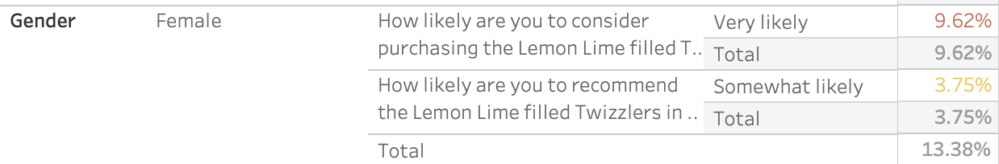 Gender Female How likely are you to consider Very likely 9.62%
purchasing the Lemon Lime filled T.. Total 9.62%
How likely are you to recommend Somewhat likely 3.75%
the Lemon Lime filled Twizzlers in .. Total 3.75%
Total 13.38%